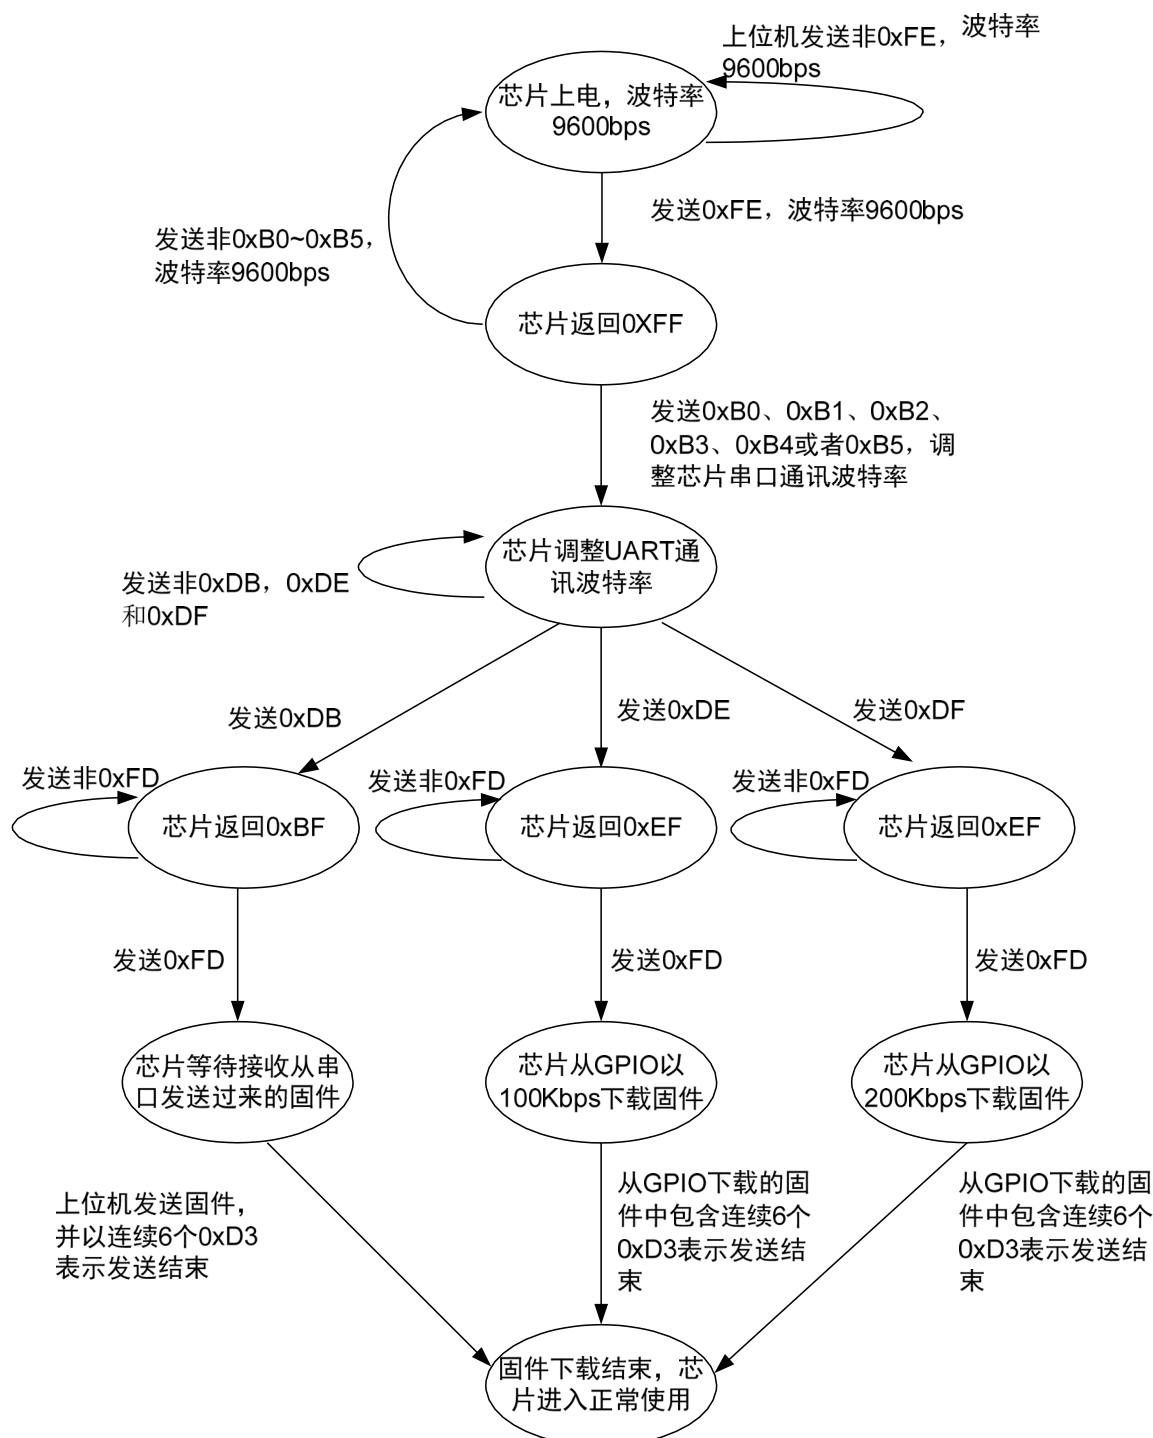 上位机发送非0xFE，波特率
9600bps
芯片上电，波特率
9600bps
发送0xFE，波特率9600bps
发送非0xB0~0xB5，
波特率9600bps
芯片返回0XFF
发送0xB0、0xB1、0xB2、
0xB3、0xB4或者0xB5，调
整芯片串口通讯波特率
芯片调整UART通
讯波特率
发送非0xDB，0xDE
和0xDF
发送0xDB
发送0xDE
发送0xDF
发送非0xFD
发送非0xFD
发送非0xFD
芯片返回0xBF
芯片返回0xEF
芯片返回0xEF
发送0xFD
发送0xFD
发送0xFD
芯片等待接收从串
口发送过来的固件
芯片从GPIO以
100Kbps下载固件
芯片从GPIO以
200Kbps下载固件
上位机发送固件，
并以连续6个0xD3
表示发送结束
从GPIO下载的固
件中包含连续6个
0xD3表示发送结
束
从GPIO下载的固
件中包含连续6个
0xD3表示发送结
束
固件下载结束，芯
片进入正常使用